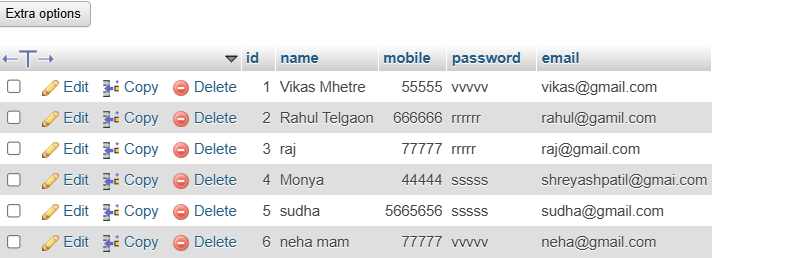 Extra options
id name mobile password email
Edit Copy Delete 1 Vikas Mhetre 55555 vvvvv vikas@gmail.com
Edit Copy Delete 2 Rahul Telgaon 666666 rrrrrr rahul@gamil.com
Edit Copy Delete 3 raj 77777 rrrrr raj@gmail.com
Edit Copy Delete 4 Monya 44444 sssss shreyashpatil@gmai.com
Edit Copy Delete 5 sudha 5665656 sssss sudha@gmail.com
Edit Copy Delete 6 neha mam 77777 vvvvv neha@gmail.com